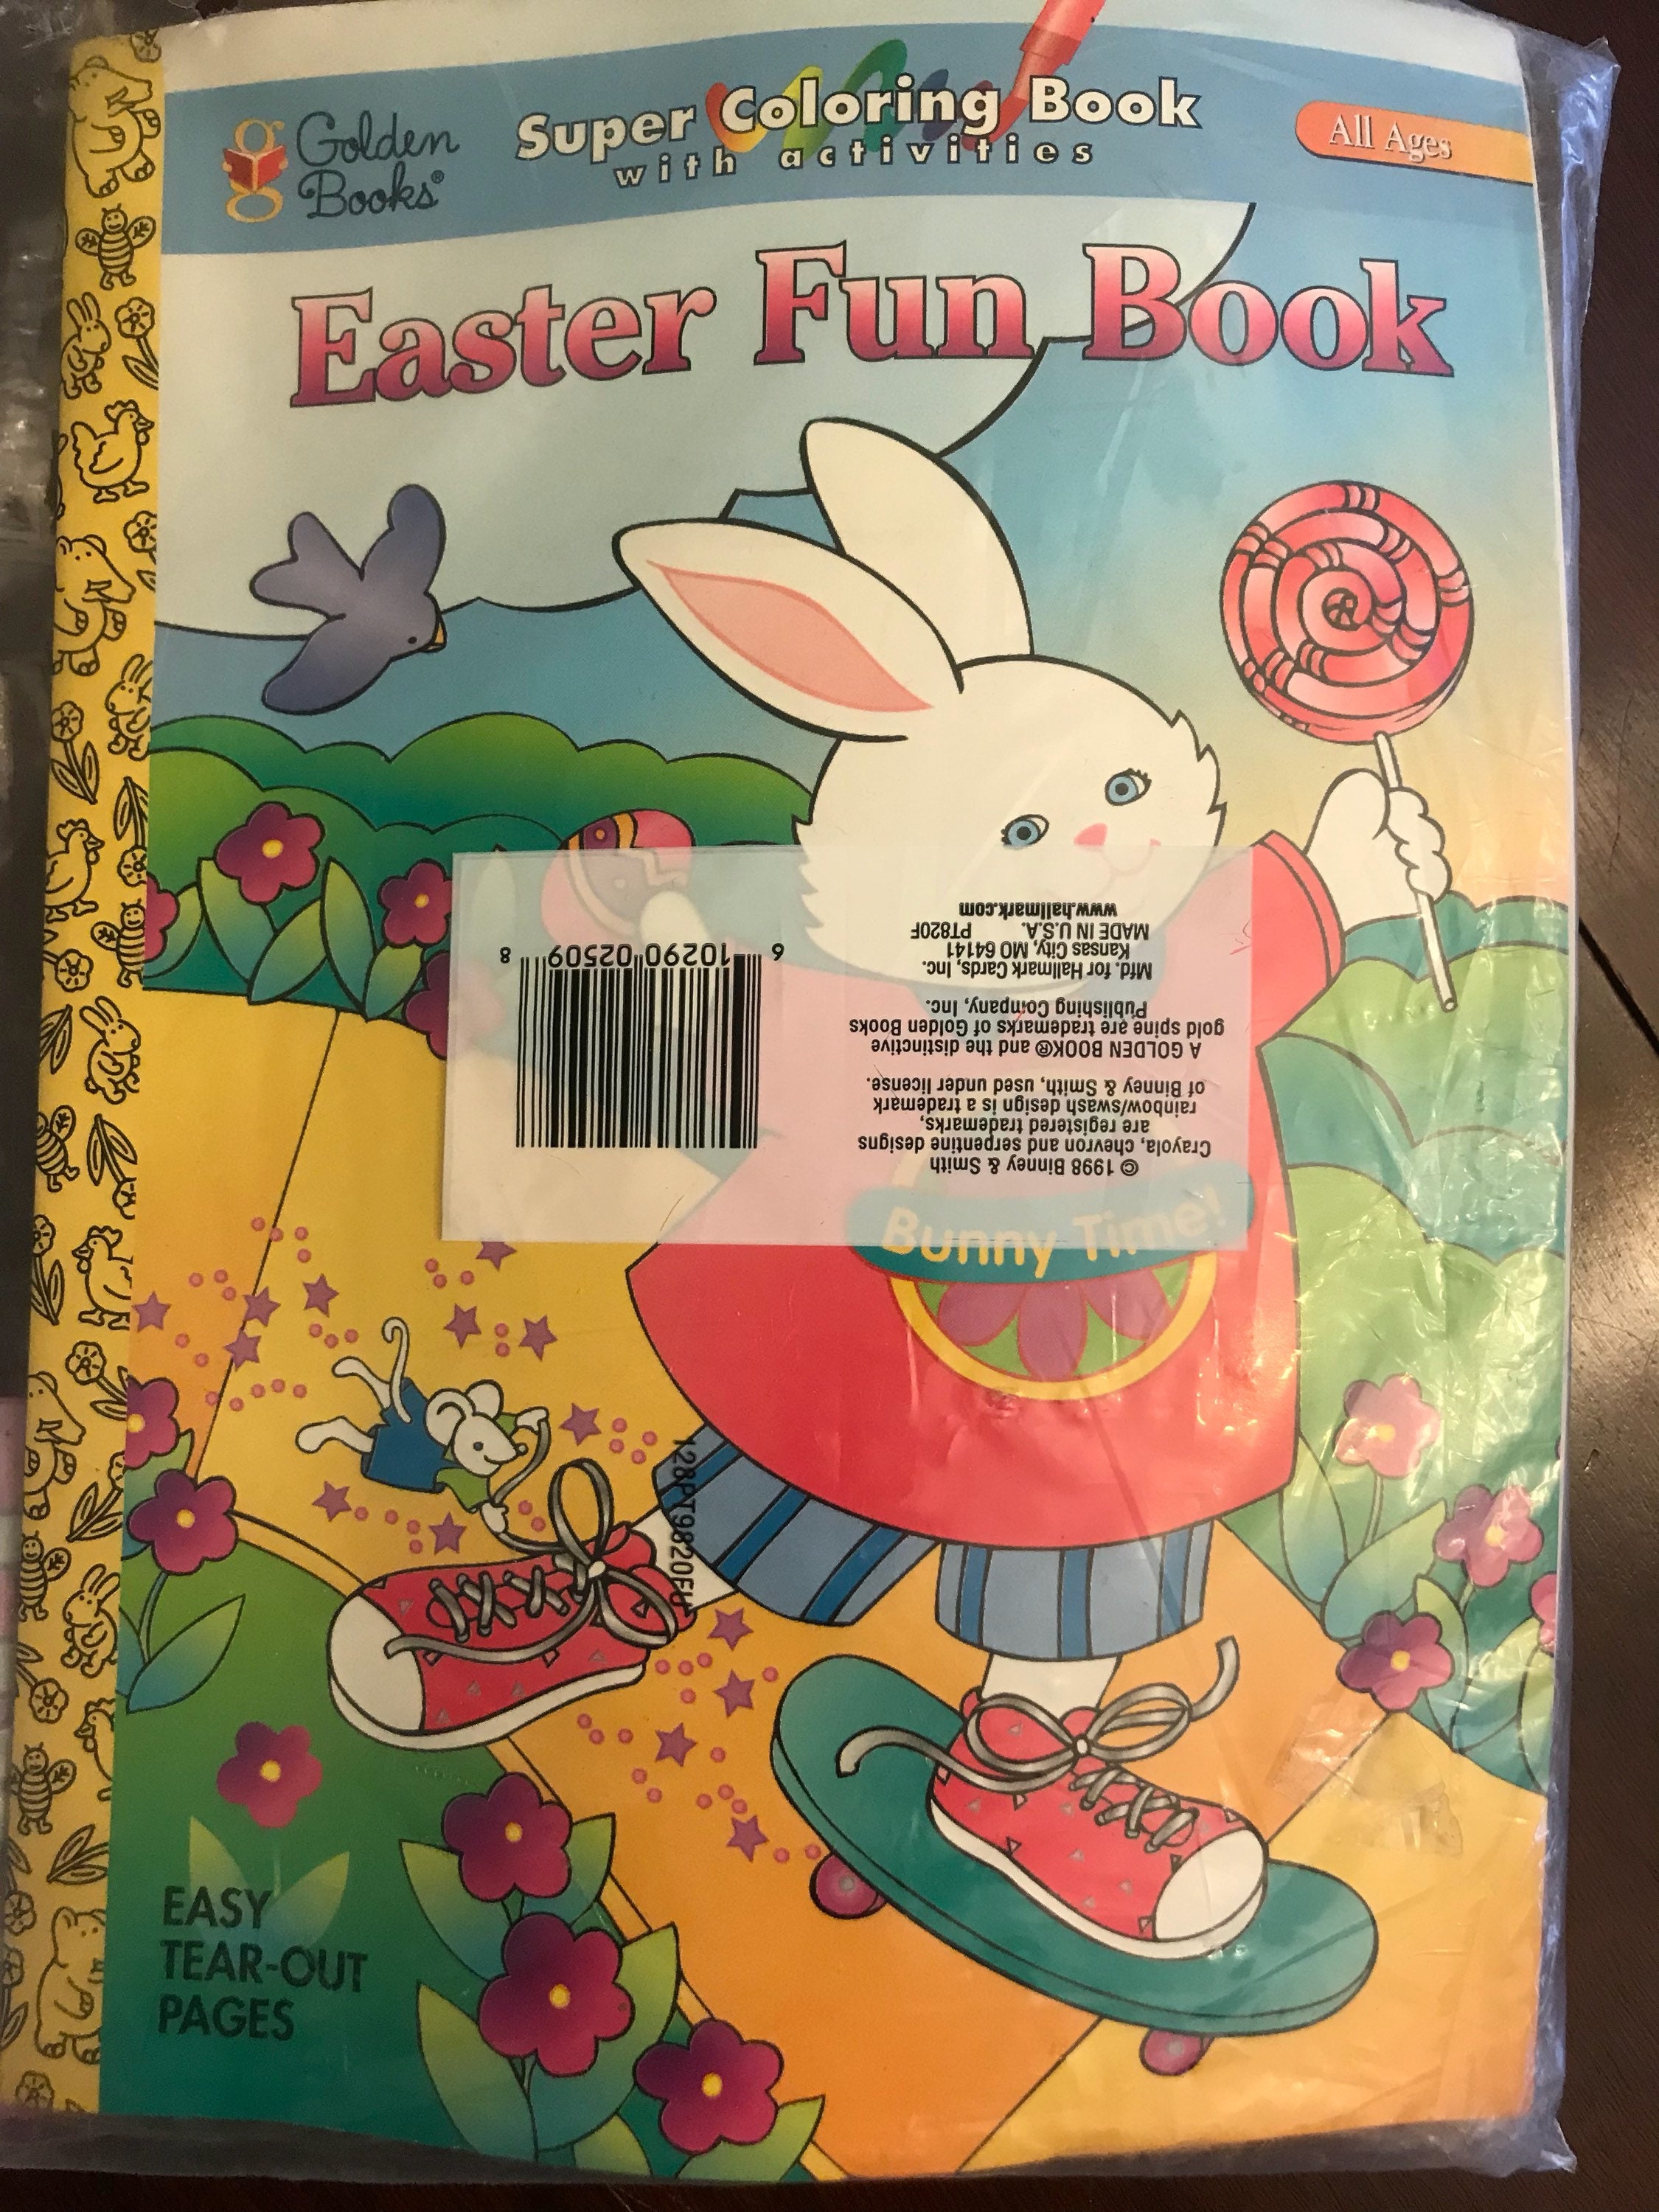 Golden
Books®
Super Coloring Book
with activities
All Ages
Easter Fun Book
© 1998 Binney & Smith
Crayola, chevron and serpentine designs
are registered trademarks,
rainbow/swash design is a trademark
of Binney & Smith, used under license.
A GOLDEN BOOK® and the distinctive
gold spine are trademarks of Golden Books
Publishing Company, Inc.
Mfd. for Hallmark Cards, Inc.
Kansas City, MO 64141
MADE IN U.S.A. PT820F
www.hallmark.com
6 10290 02509 8
Bunny Time!
EASY
TEAR-OUT
PAGES